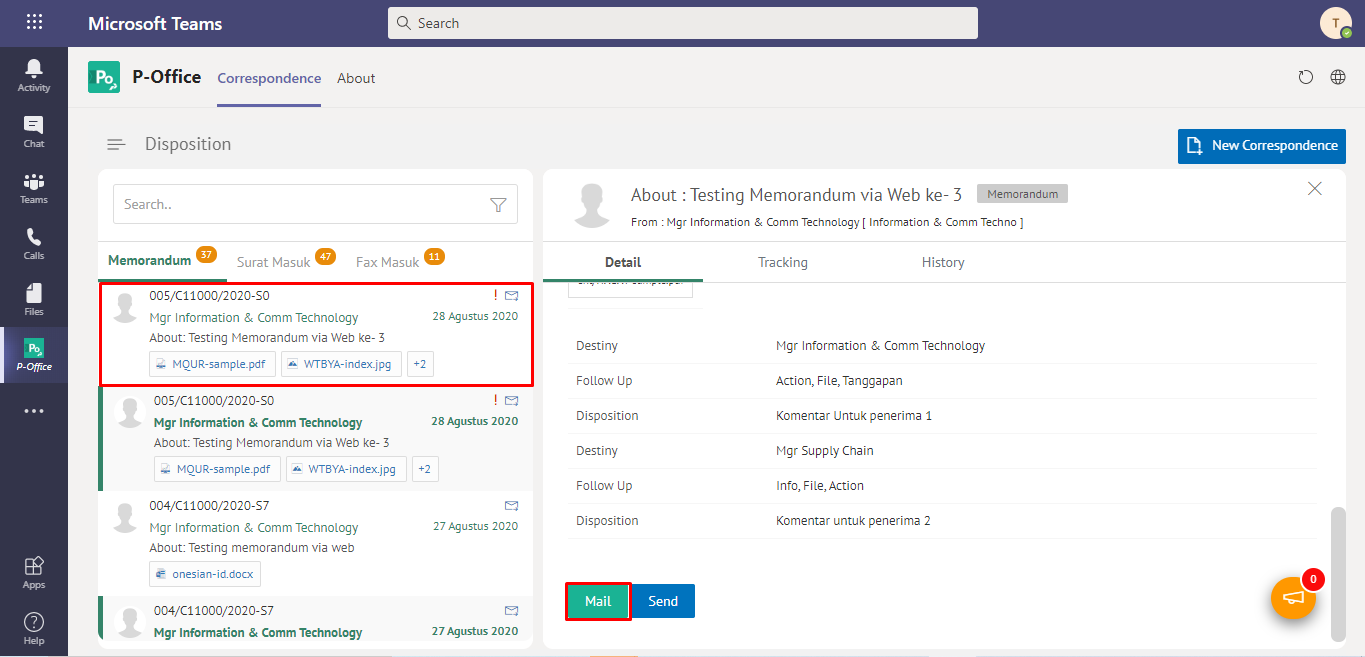 Microsoft Teams
Search
T
Activity
Chat
Teams
Calls
Files
Po
P-Office
Apps
Help
Po
P-Office
Correspondence
About
Disposition
New Correspondence
Search..
Memorandum 37
Surat Masuk 47
Fax Masuk 11
005/C11000/2020-S0 !
Mgr Information & Comm Technology 28 Agustus 2020
About: Testing Memorandum via Web ke- 3
MQUR-sample.pdf WTBYA-index.jpg +2
005/C11000/2020-S0 !
Mgr Information & Comm Technology 28 Agustus 2020
About: Testing Memorandum via Web ke- 3
MQUR-sample.pdf WTBYA-index.jpg +2
004/C11000/2020-S7
Mgr Information & Comm Technology 27 Agustus 2020
About: Testing memorandum via web
onesian-id.docx
004/C11000/2020-S7
Mgr Information & Comm Technology 27 Agustus 2020
About : Testing Memorandum via Web ke- 3 Memorandum
From : Mgr Information & Comm Technology [ Information & Comm Techno ]
Detail Tracking History
Destiny Mgr Information & Comm Technology
Follow Up Action, File, Tanggapan
Disposition Komentar Untuk penerima 1
Destiny Mgr Supply Chain
Follow Up Info, File, Action
Disposition Komentar untuk penerima 2
Mail Send
0